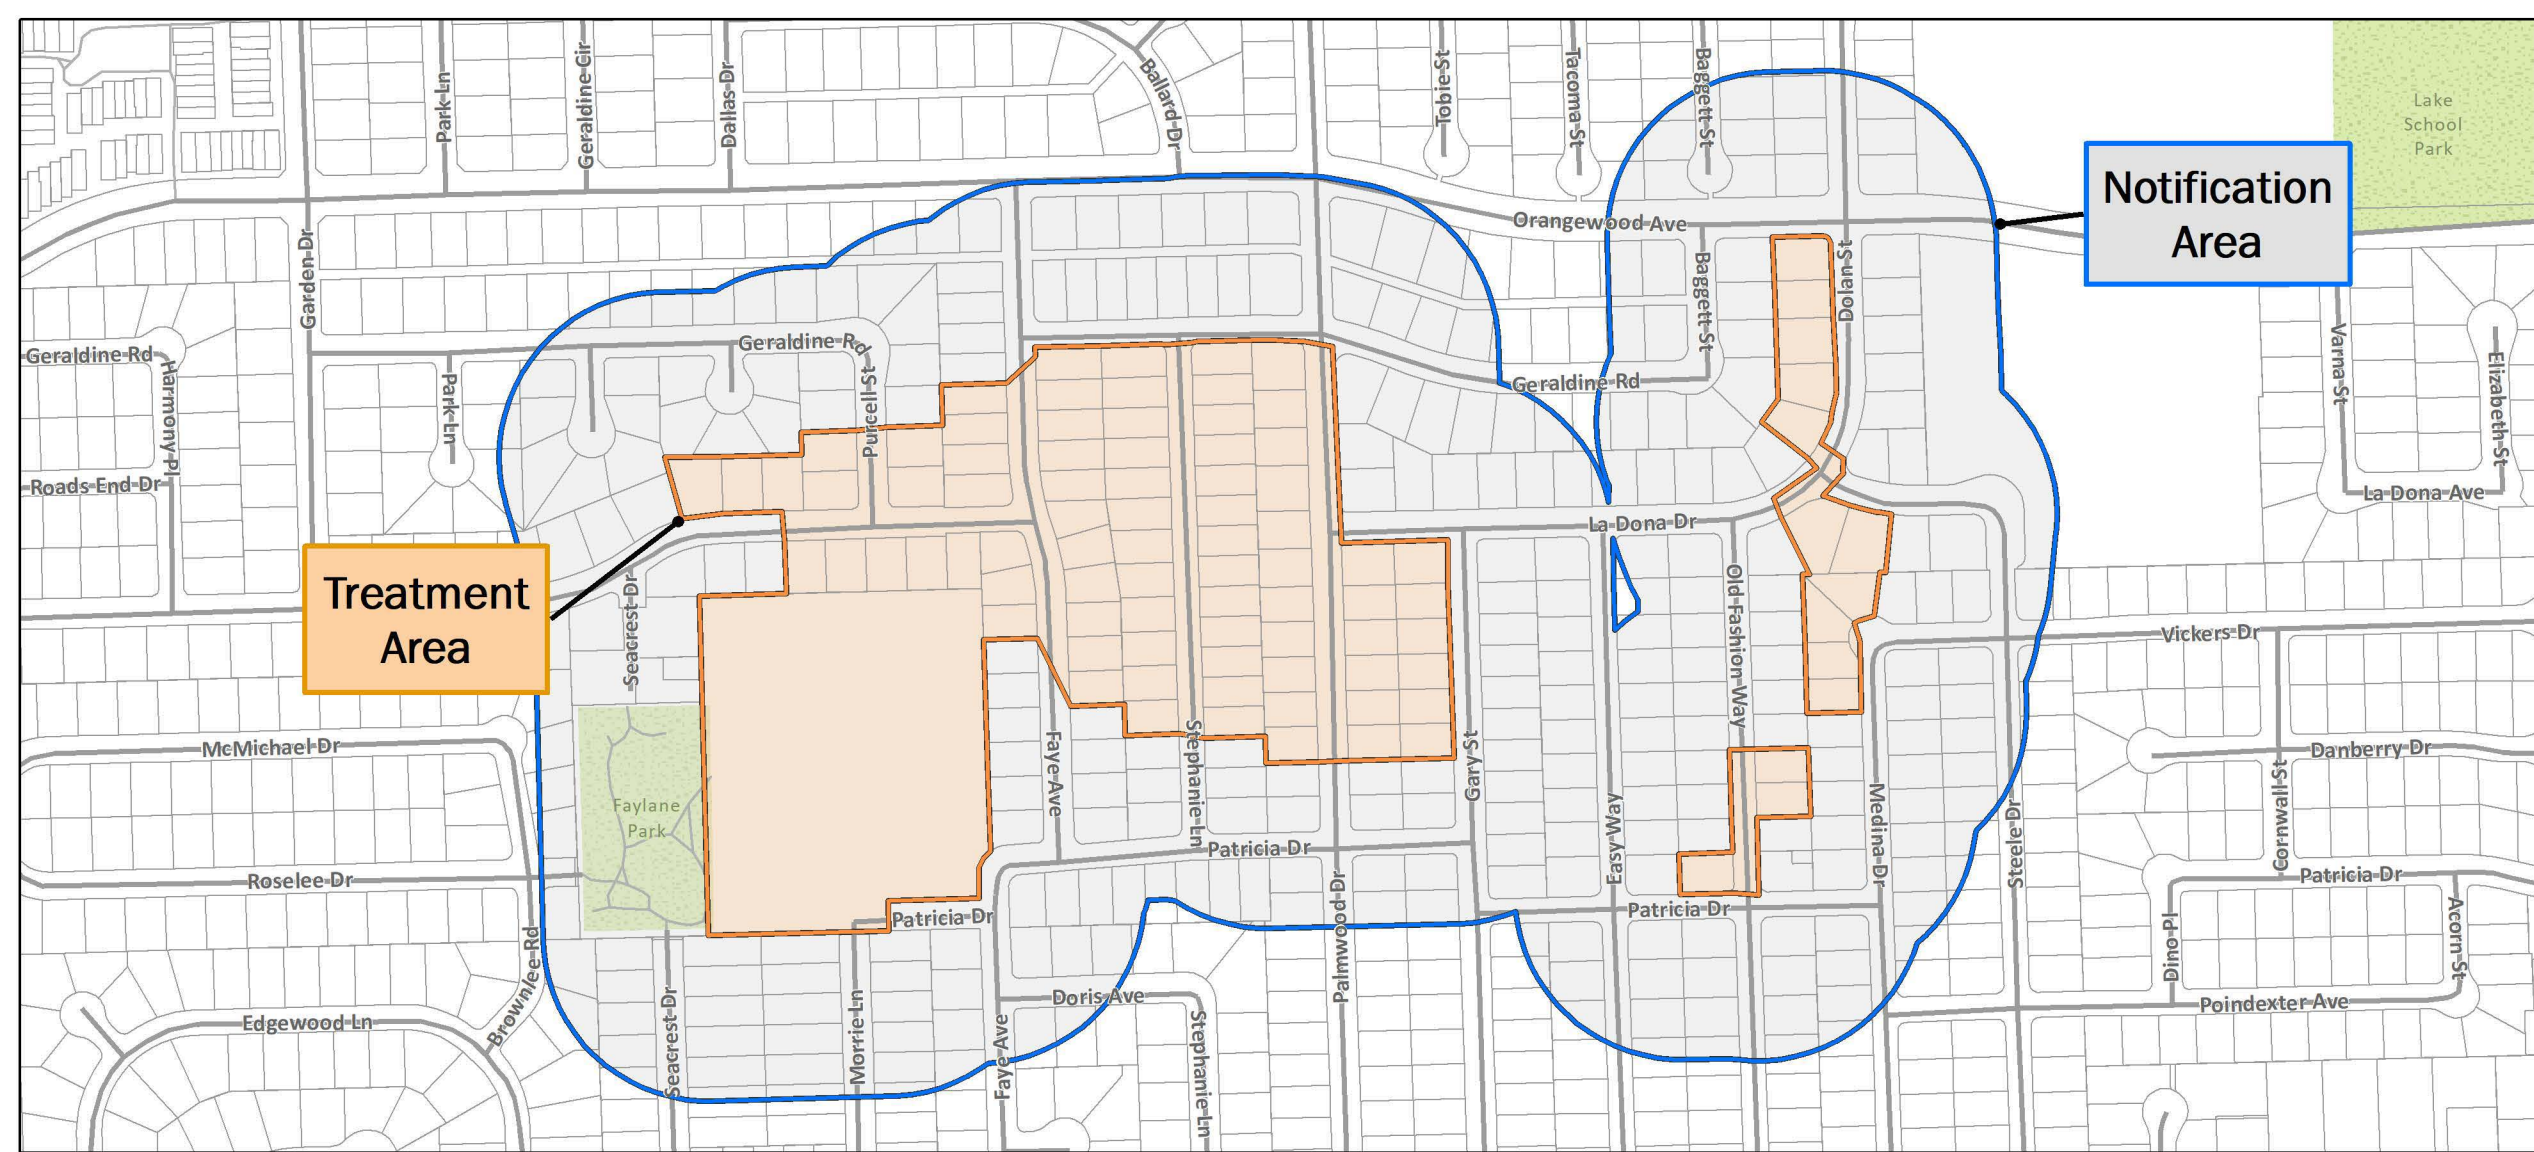 Park Ln
Geraldine Cir
Dallas Dr
Ballard Dr
Tobie St
Tacoma St
Baggett St
Lake
School
Park
Notification
Area
Orangewood Ave
Garden Dr
Baggett St
Dolan St
Geraldine Rd
Harmony Pl
Park Ln
Geraldine Rd
Purcell St
Geraldine Rd
Varna St
Elizabeth St
Roads End Dr
La Dona Ave
La Dona Dr
Treatment
Area
Seacrest Dr
Old Fashion Way
Vickers Dr
McMichael Dr
Faye Ave
Stephanie Ln
Gary St
Danberry Dr
Cornwall St
Faylane
Park
Easy Way
Medina Dr
Steele Dr
Patricia Dr
Roselee Dr
Patricia Dr
Palmwood Dr
Patricia Dr
Patricia Dr
Dino Pl
Acorn St
Brownlee Rd
Edgewood Ln
Seacrest Dr
Morrie Ln
Faye Ave
Doris Ave
Stephanie Ln
Poindexter Ave